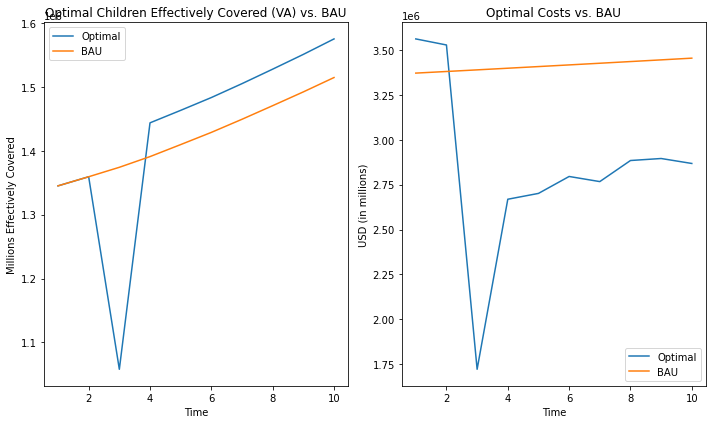 Optimal Children Effectively Covered (VA) vs. BAU
1e6
1.6
1.5
1.4
1.3
1.2
1.1
Millions Effectively Covered
Optimal
BAU
2
4
6
8
10
Time
Optimal Costs vs. BAU
1e6
3.50
3.25
3.00
2.75
2.50
2.25
2.00
1.75
USD (in millions)
Optimal
BAU
2
4
6
8
10
Time